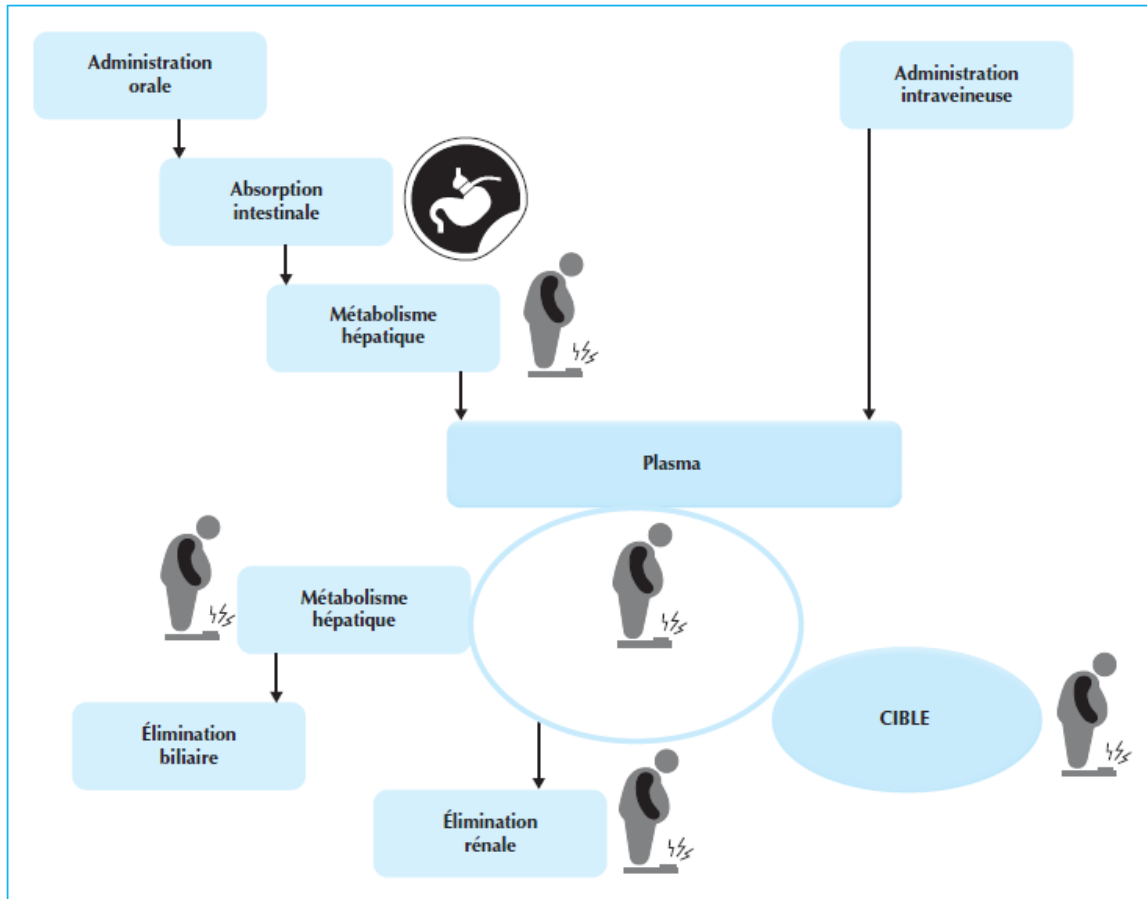 Administration
orale
Administration
intraveineuse
Absorption
intestinale
Métabolisme
hépatique
Plasma
Métabolisme
hépatique
CIBLE
Élimination
biliaire
Élimination
rénale